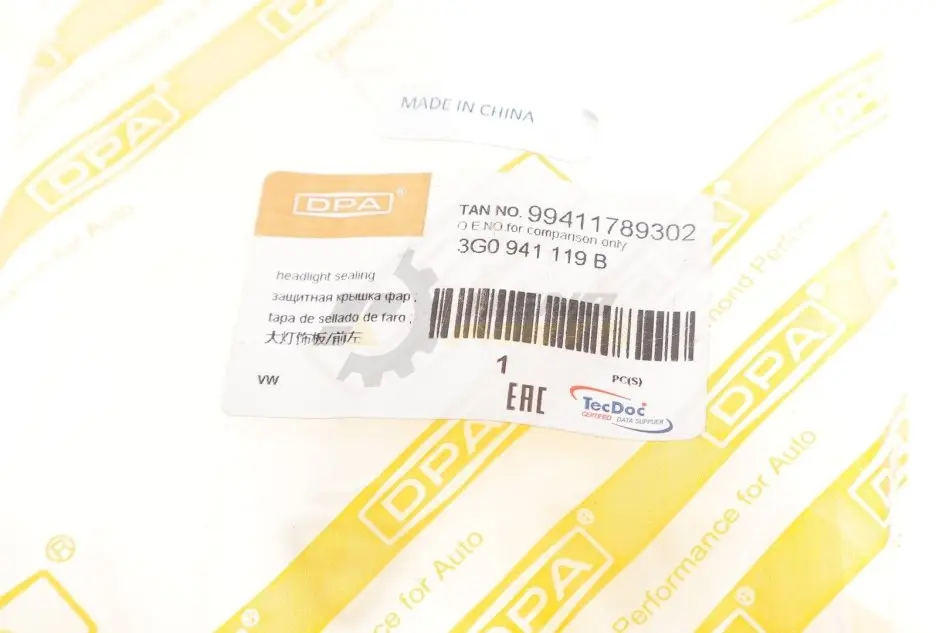 DPA®
DPA
MADE IN CHINA
DPA®
TAN NO. 99411789302
O.E.NO.for comparison only
3G0 941 119 B
headlight sealing
защитная крышка фар ,
tapa de sellado de faro ,
大灯饰板/前左
VW
1
PC(S)
EAC
TecDoc
CERTIFIED DATA SUPPLIER
DPA®
DPA
Performance for Auto
Performance for Auto
DPA®
®